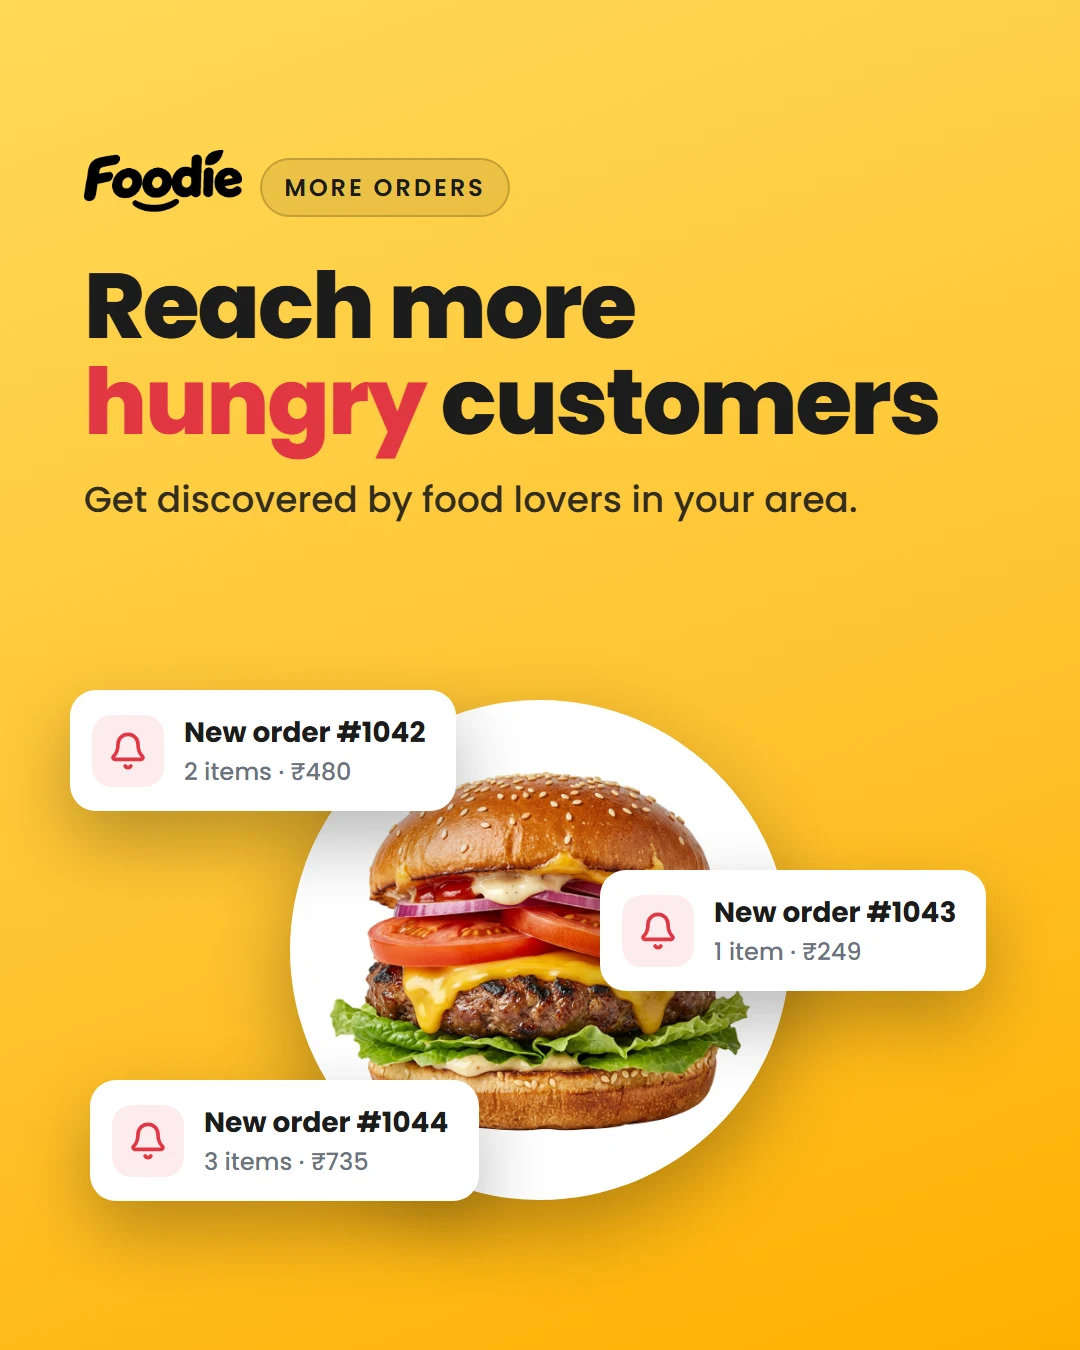 Foodie
MORE ORDERS
Reach more
hungry customers
Get discovered by food lovers in your area.
New order #1042
2 items · ₹480
New order #1043
1 item · ₹249
New order #1044
3 items · ₹735